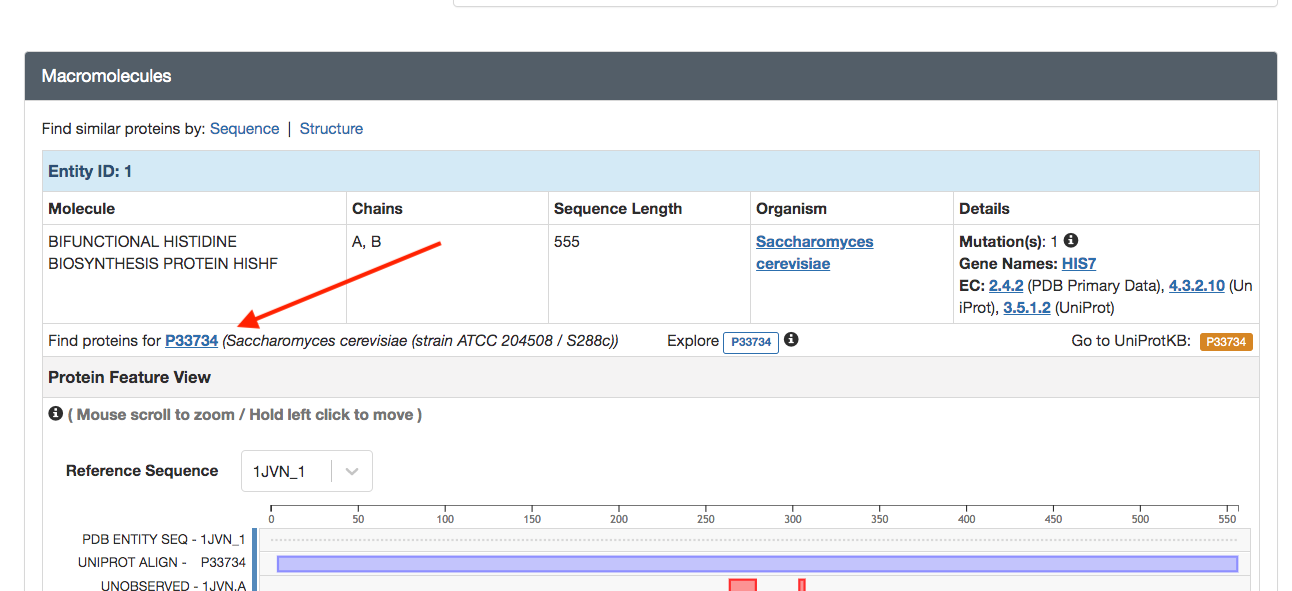 Macromolecules
Find similar proteins by: Sequence | Structure
Entity ID: 1
Molecule Chains Sequence Length Organism Details
BIFUNCTIONAL HISTIDINE A, B 555 Saccharomyces Mutation(s): 1
BIOSYNTHESIS PROTEIN HISHF cerevisiae Gene Names: HIS7
EC: 2.4.2 (PDB Primary Data), 4.3.2.10 (Un
iProt), 3.5.1.2 (UniProt)
Find proteins for P33734 (Saccharomyces cerevisiae (strain ATCC 204508 / S288c)) Explore P33734 Go to UniProtKB: P33734
Protein Feature View
( Mouse scroll to zoom / Hold left click to move )
Reference Sequence 1JVN_1
0 50 100 150 200 250 300 350 400 450 500 550
PDB ENTITY SEQ - 1JVN_1
UNIPROT ALIGN - P33734
UNOBSERVED - 1JVN.A